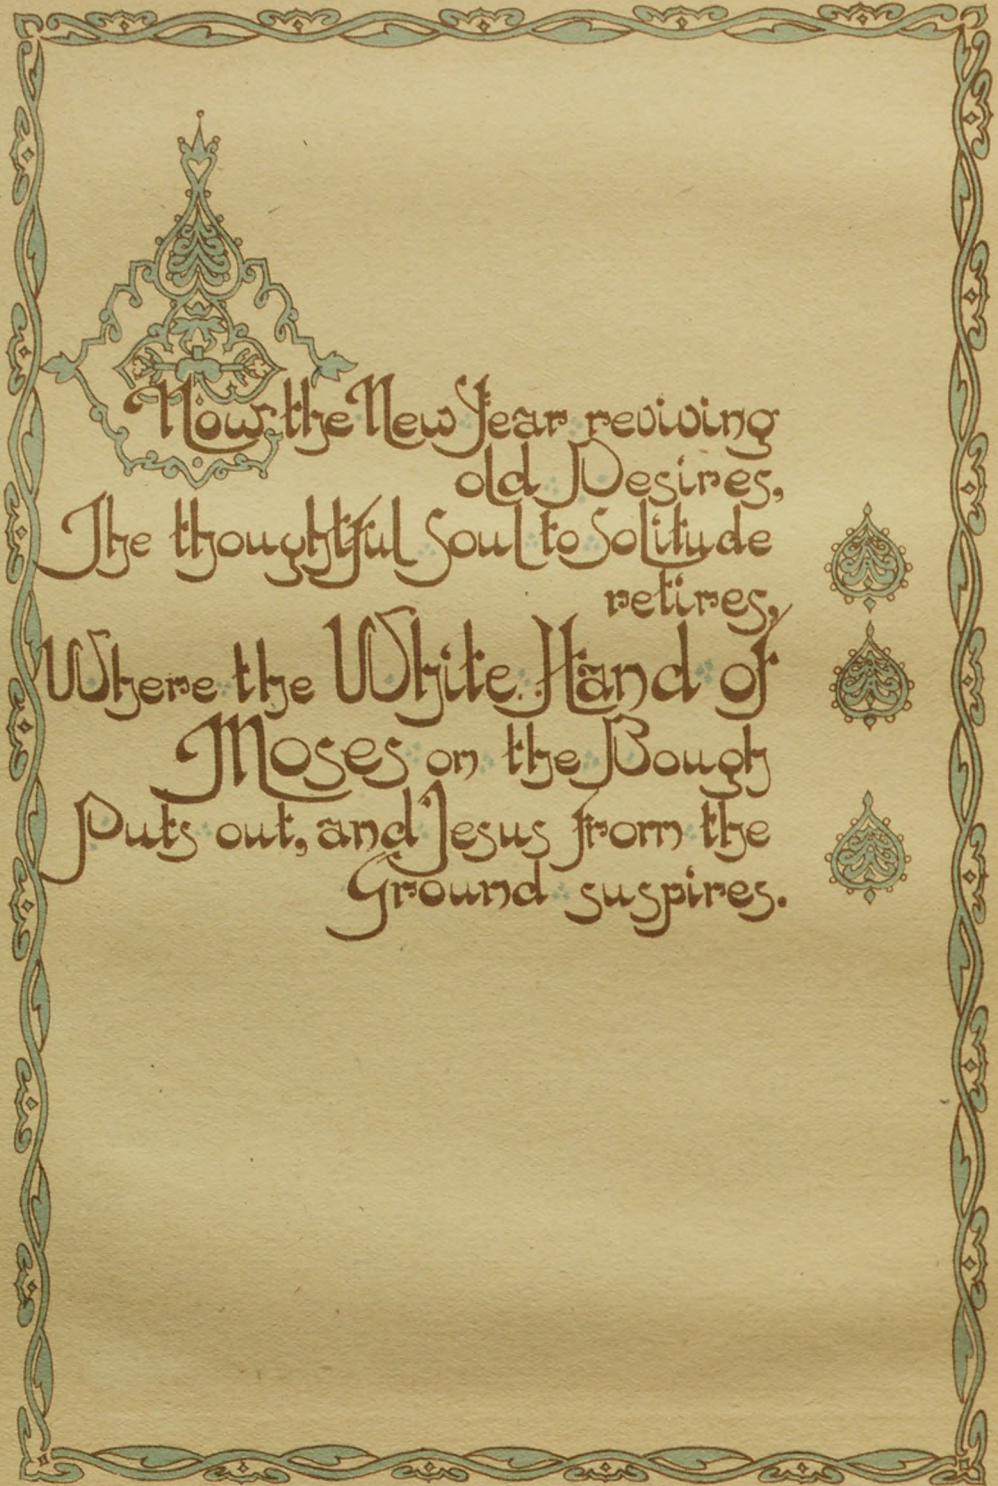 Now the New Year reviving
old Desires,
The thoughtful Soul to Solitude
retires,
Where the White Hand of
Moses on the Bough
Puts out, and Jesus from the
Ground suspires.